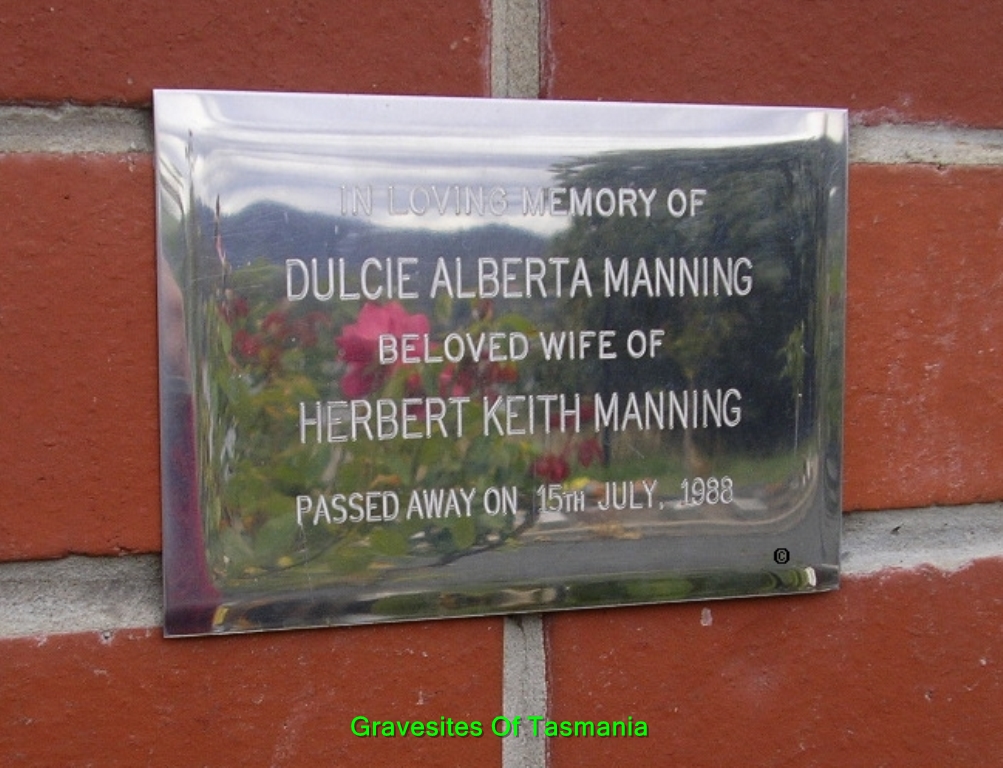 IN LOVING MEMORY OF
DULCIE ALBERTA MANNING
BELOVED WIFE OF
HERBERT KEITH MANNING
PASSED AWAY ON 15TH JULY, 1988
©
Gravesites Of Tasmania